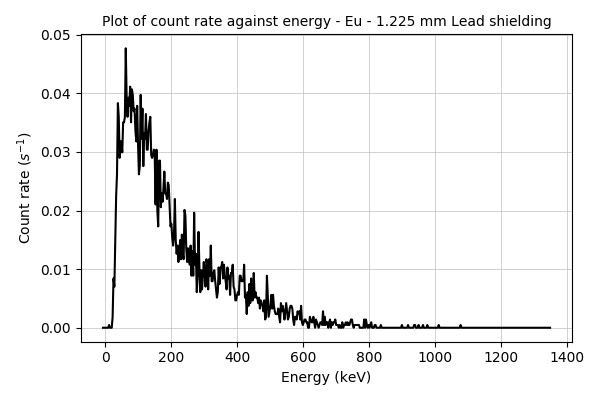 Plot of count rate against energy - Eu - 1.225 mm Lead shielding
0.05
0.04
0.03
0.02
0.01
0.00
Count rate (s⁻¹)
0 200 400 600 800 1000 1200 1400
Energy (keV)